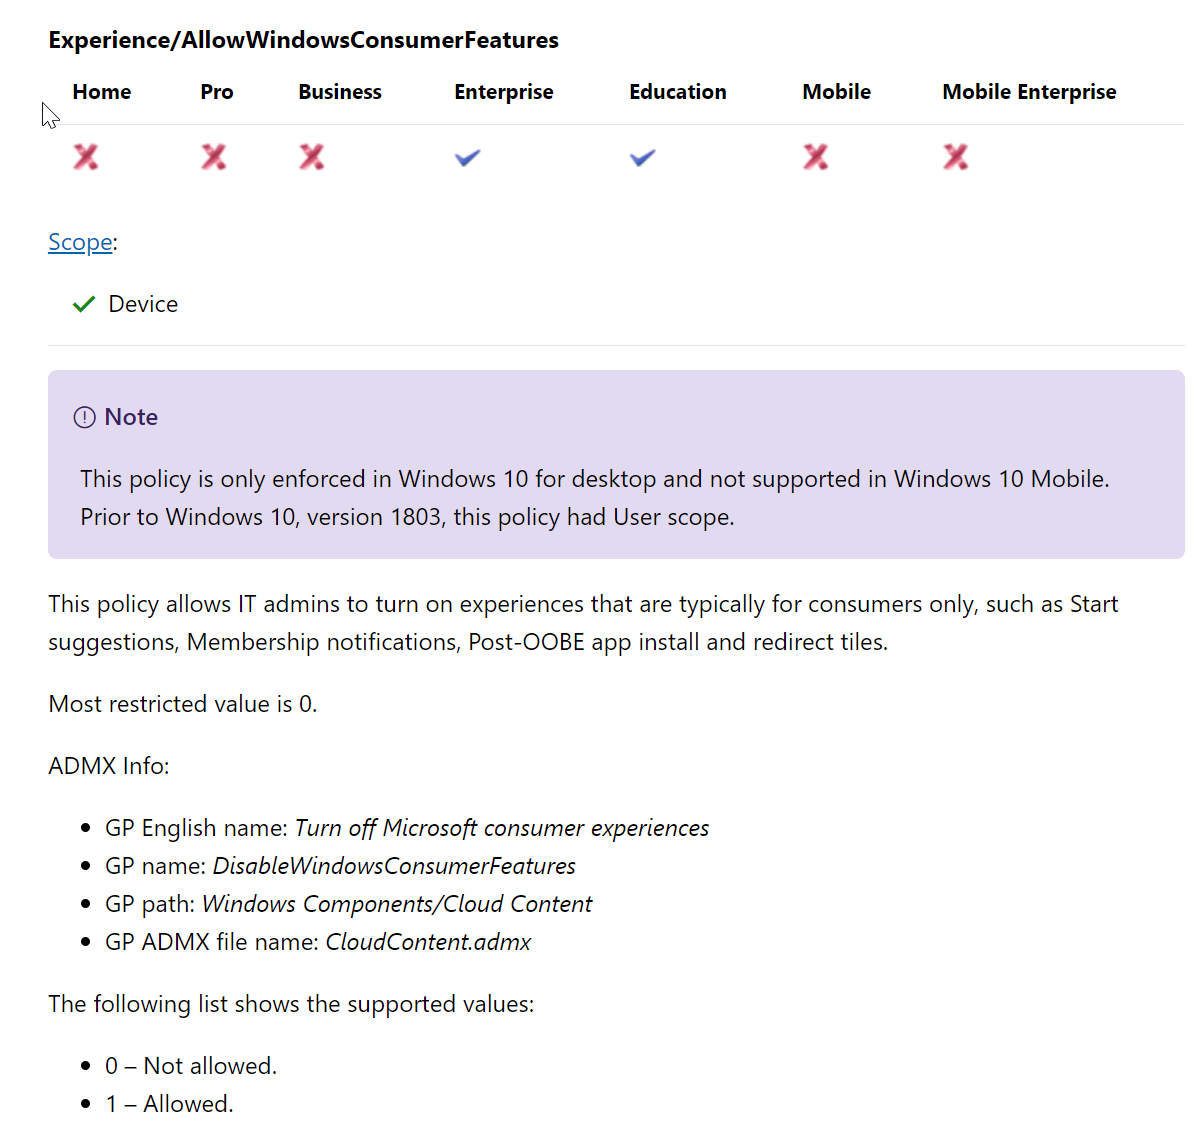 Experience/AllowWindowsConsumerFeatures
Home Pro Business Enterprise Education Mobile Mobile Enterprise
Scope:
Device
Note
This policy is only enforced in Windows 10 for desktop and not supported in Windows 10 Mobile.
Prior to Windows 10, version 1803, this policy had User scope.
This policy allows IT admins to turn on experiences that are typically for consumers only, such as Start
suggestions, Membership notifications, Post-OOBE app install and redirect tiles.
Most restricted value is 0.
ADMX Info:
• GP English name: Turn off Microsoft consumer experiences
• GP name: DisableWindowsConsumerFeatures
• GP path: Windows Components/Cloud Content
• GP ADMX file name: CloudContent.admx
The following list shows the supported values:
• 0 – Not allowed.
• 1 – Allowed.